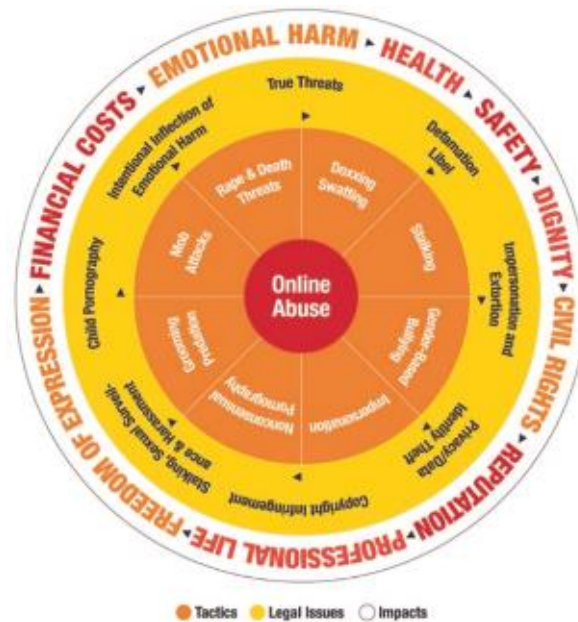 EMOTIONAL HARM
HEALTH
SAFETY
DIGNITY
CIVIL RIGHTS
REPUTATION
PROFESSIONAL LIFE
FREEDOM OF EXPRESSION
FINANCIAL COSTS
True Threats
Defamation
Libel
Impersonation and
Extortion
Privacy/Data
Identity Theft
Copyright Infringement
Stalking, Sexual Surveil-
ance & Harassment
Child Pornography
Intentional Inflection of
Emotional Harm
Doxxing
Swatting
Stalking
Gender-Based
Bullying
Impersonation
Nonconsensual
Pornography
Grooming
Predation
Mob
Attacks
Rape & Death
Threats
Online
Abuse
Tactics
Legal Issues
Impacts